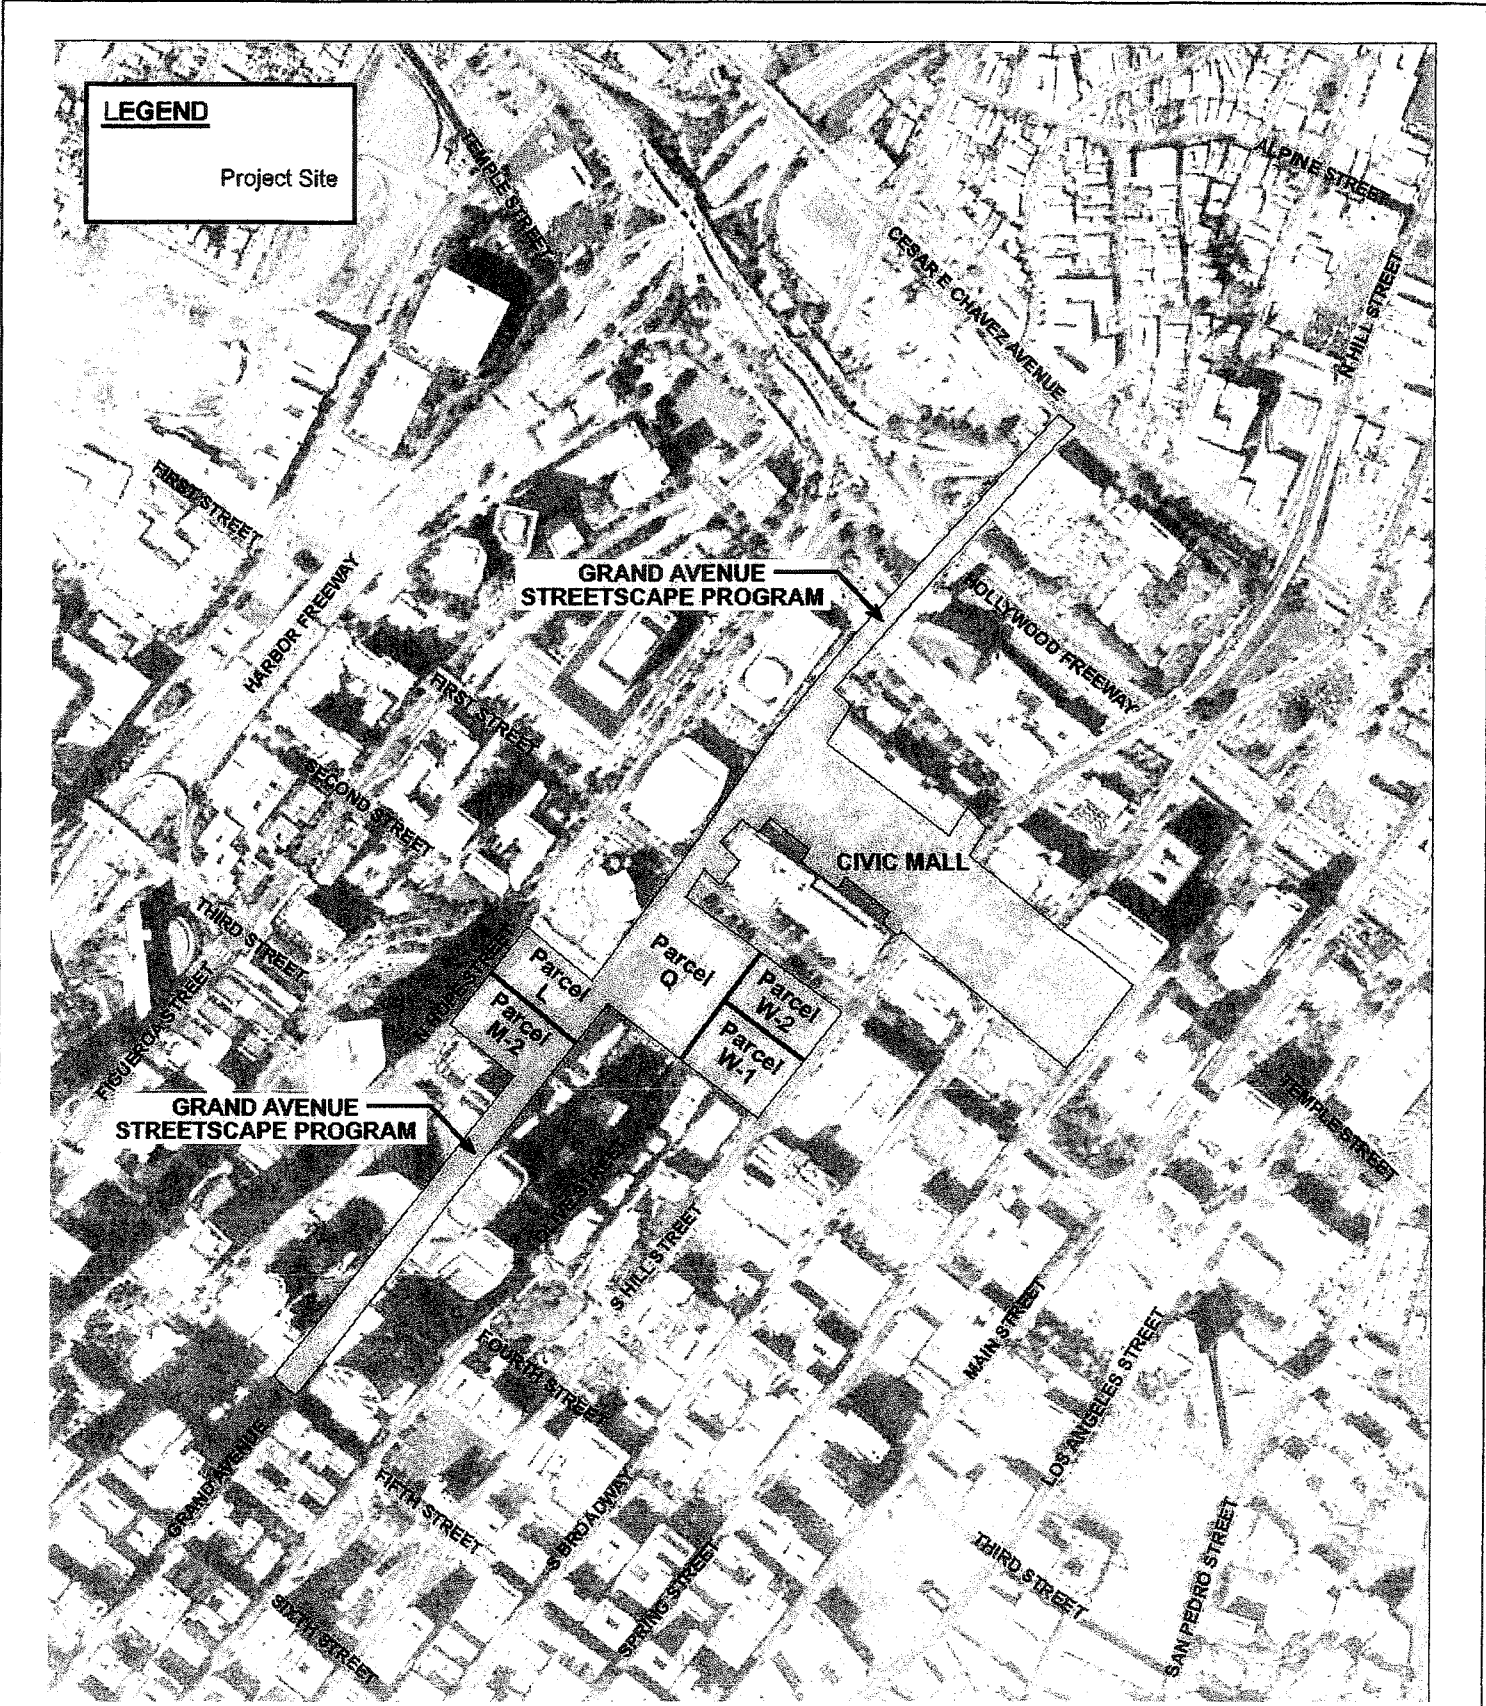 LEGEND
Project Site
TEMPLE STREET
ALPINE STREET
CESAR E CHAVEZ AVENUE
N HILL STREET
FIRST STREET
HARBOR FREEWAY
GRAND AVENUE
STREETSCAPE PROGRAM
HOLLYWOOD FREEWAY
FIRST STREET
SECOND STREET
CIVIC MALL
THIRD STREET
FIGUEROA STREET
Parcel
L
Parcel
Q
Parcel
W-2
Parcel
M-2
Parcel
W-1
GRAND AVENUE
STREETSCAPE PROGRAM
TEMPLE STREET
OLIVE STREET
S HILL STREET
FOURTH STREET
MAIN STREET
LOS ANGELES STREET
GRAND AVENUE
FIFTH STREET
S BROADWAY
SPRING STREET
THIRD STREET
SAN PEDRO STREET
SIXTH STREET